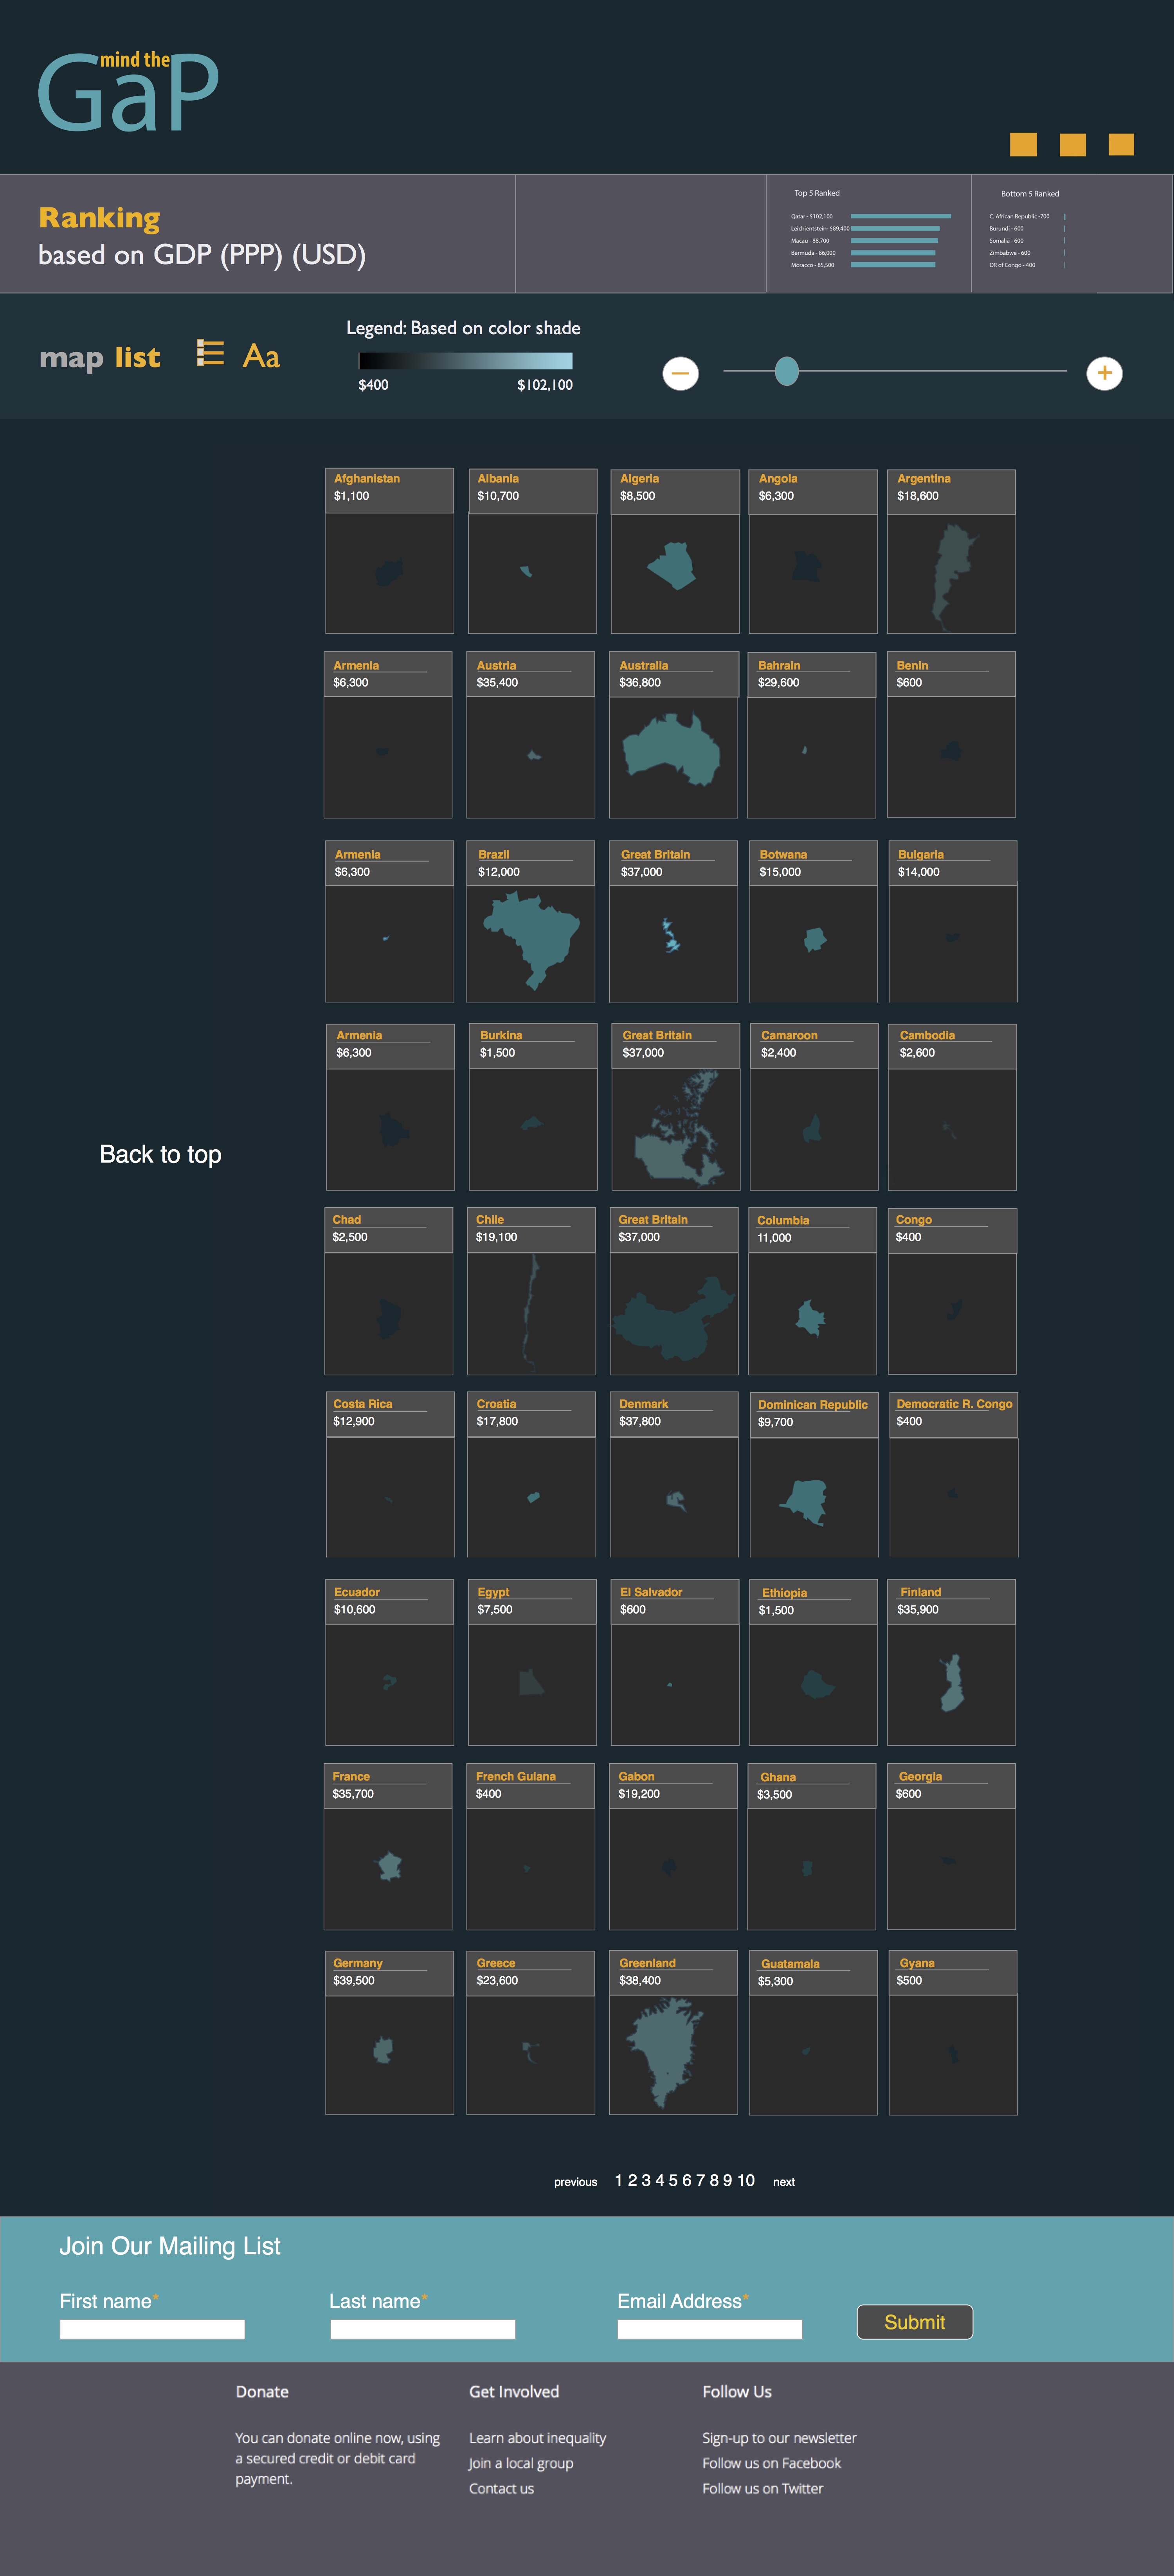 mind the
GaP
Ranking
based on GDP (PPP) (USD)
Top 5 Ranked
Qatar - $102,100
Leichientstein- $89,400
Macau - 88,700
Bermuda - 86,000
Moracco - 85,500
Bottom 5 Ranked
C. African Republic -700
Burundi - 600
Somalia - 600
Zimbabwe - 600
DR of Congo - 400
map list
Aa
Legend: Based on color shade
$400 $102,100
Afghanistan
$1,100
Albania
$10,700
Algeria
$8,500
Angola
$6,300
Argentina
$18,600
Armenia
$6,300
Austria
$35,400
Australia
$36,800
Bahrain
$29,600
Benin
$600
Armenia
$6,300
Brazil
$12,000
Great Britain
$37,000
Botwana
$15,000
Bulgaria
$14,000
Armenia
$6,300
Burkina
$1,500
Great Britain
$37,000
Camaroon
$2,400
Cambodia
$2,600
Back to top
Chad
$2,500
Chile
$19,100
Great Britain
$37,000
Columbia
11,000
Congo
$400
Costa Rica
$12,900
Croatia
$17,800
Denmark
$37,800
Dominican Republic
$9,700
Democratic R. Congo
$400
Ecuador
$10,600
Egypt
$7,500
El Salvador
$600
Ethiopia
$1,500
Finland
$35,900
France
$35,700
French Guiana
$400
Gabon
$19,200
Ghana
$3,500
Georgia
$600
Germany
$39,500
Greece
$23,600
Greenland
$38,400
Guatamala
$5,300
Gyana
$500
previous 1 2 3 4 5 6 7 8 9 10 next
Join Our Mailing List
First name*
Last name*
Email Address*
Submit
Donate
You can donate online now, using
a secured credit or debit card
payment.
Get Involved
Learn about inequality
Join a local group
Contact us
Follow Us
Sign-up to our newsletter
Follow us on Facebook
Follow us on Twitter